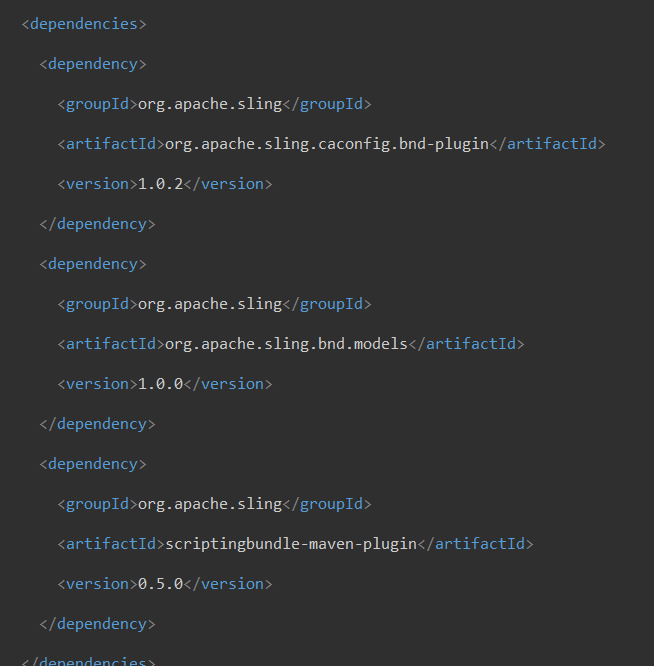 <dependencies>
<dependency>
<groupId>org.apache.sling</groupId>
<artifactId>org.apache.sling.caconfig.bnd-plugin</artifactId>
<version>1.0.2</version>
</dependency>
<dependency>
<groupId>org.apache.sling</groupId>
<artifactId>org.apache.sling.bnd.models</artifactId>
<version>1.0.0</version>
</dependency>
<dependency>
<groupId>org.apache.sling</groupId>
<artifactId>scriptingbundle-maven-plugin</artifactId>
<version>0.5.0</version>
</dependency>
</dependencies>